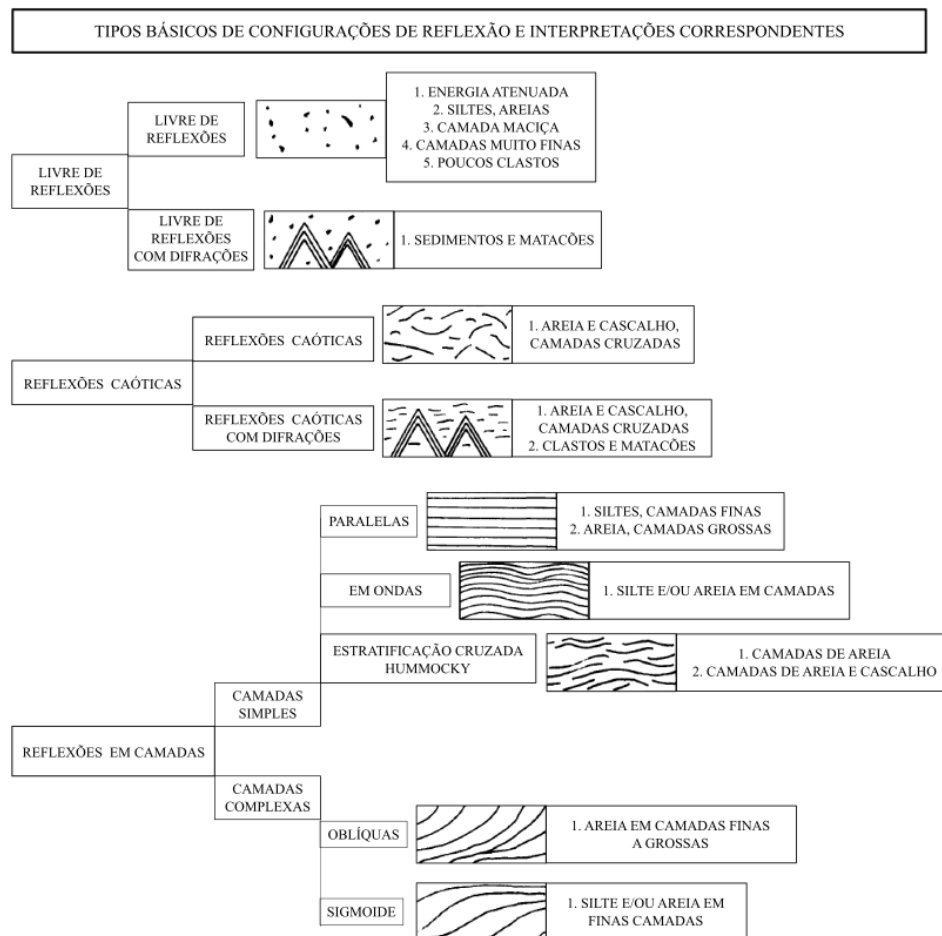 TIPOS BÁSICOS DE CONFIGURAÇÕES DE REFLEXÃO E INTERPRETAÇÕES CORRESPONDENTES
LIVRE DE
REFLEXÕES
LIVRE DE
REFLEXÕES
1. ENERGIA ATENUADA
2. SILTES, AREIAS
3. CAMADA MACIÇA
4. CAMADAS MUITO FINAS
5. POUCOS CLASTOS
LIVRE DE
REFLEXÕES
COM DIFRAÇÕES
1. SEDIMENTOS E MATACÕES
REFLEXÕES CAÓTICAS
REFLEXÕES CAÓTICAS
1. AREIA E CASCALHO,
CAMADAS CRUZADAS
REFLEXÕES CAÓTICAS
COM DIFRAÇÕES
1. AREIA E CASCALHO,
CAMADAS CRUZADAS
2. CLASTOS E MATACÕES
REFLEXÕES EM CAMADAS
CAMADAS
SIMPLES
PARALELAS
1. SILTES, CAMADAS FINAS
2. AREIA, CAMADAS GROSSAS
EM ONDAS
1. SILTE E/OU AREIA EM CAMADAS
ESTRATIFICAÇÃO CRUZADA
HUMMOCKY
1. CAMADAS DE AREIA
2. CAMADAS DE AREIA E CASCALHO
CAMADAS
COMPLEXAS
OBLÍQUAS
1. AREIA EM CAMADAS FINAS
A GROSSAS
SIGMOIDE
1. SILTE E/OU AREIA EM
FINAS CAMADAS